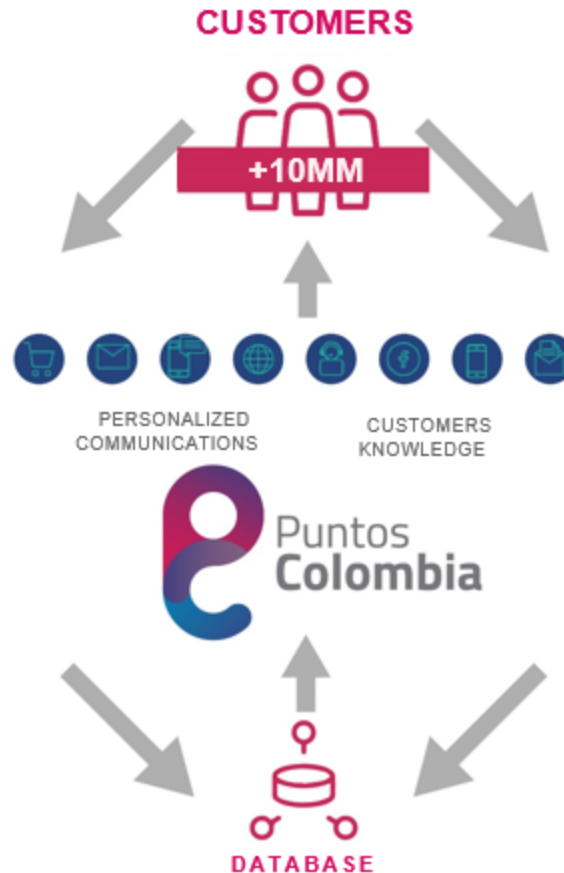 CUSTOMERS
+10MM
PERSONALIZED
COMMUNICATIONS
CUSTOMERS
KNOWLEDGE
Puntos
Colombia
DATABASE